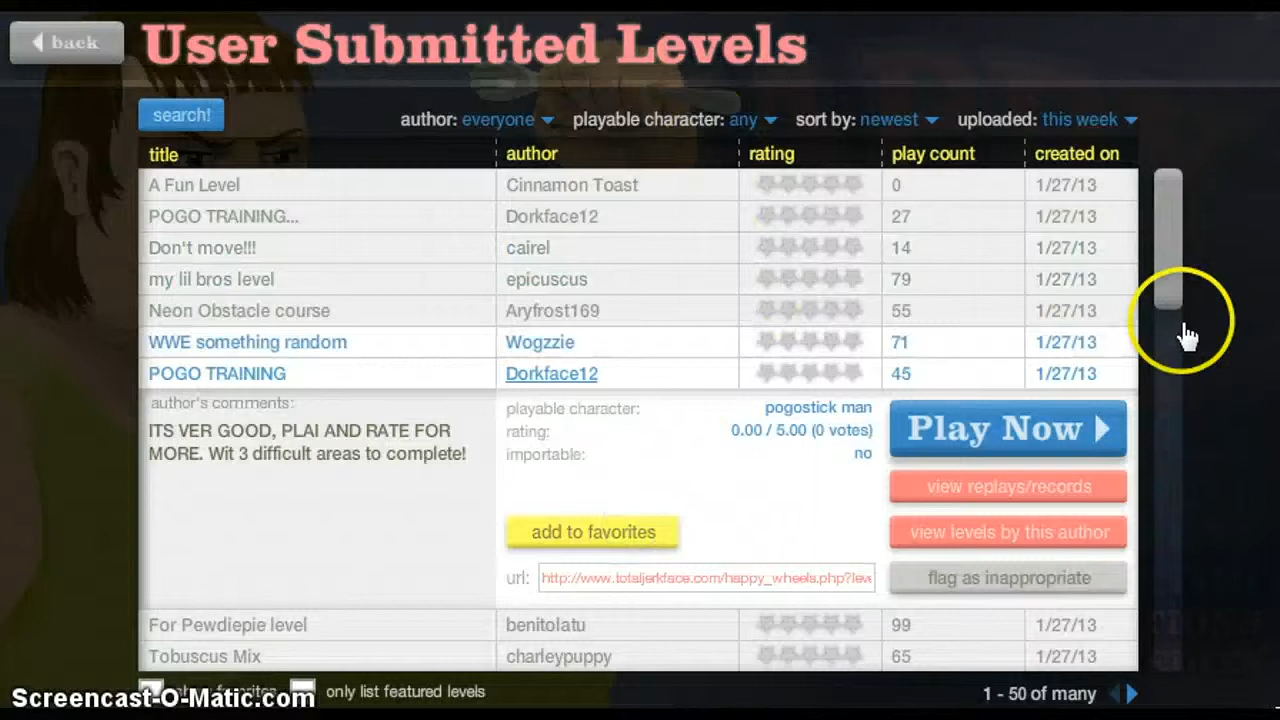 back
User Submitted Levels
search!
author: everyone playable character: any sort by: newest uploaded: this week
title author rating play count created on
A Fun Level Cinnamon Toast 0 1/27/13
POGO TRAINING... Dorkface12 27 1/27/13
Don't move!!! cairel 14 1/27/13
my lil bros level epicuscus 79 1/27/13
Neon Obstacle course Aryfrost169 55 1/27/13
WWE something random Wogzzie 71 1/27/13
POGO TRAINING Dorkface12 45 1/27/13
author's comments:
ITS VER GOOD, PLAI AND RATE FOR
MORE. Wit 3 difficult areas to complete!
playable character: pogostick man
rating: 0.00 / 5.00 (0 votes)
importable: no
add to favorites
url: http://www.totaljerkface.com/happy_wheels.php?leve
Play Now
view replays/records
view levels by this author
flag as inappropriate
For Pewdiepie level benitolatu 99 1/27/13
Tobuscus Mix charleypuppy 65 1/27/13
only list featured levels
1 - 50 of many
Screencast-O-Matic.com